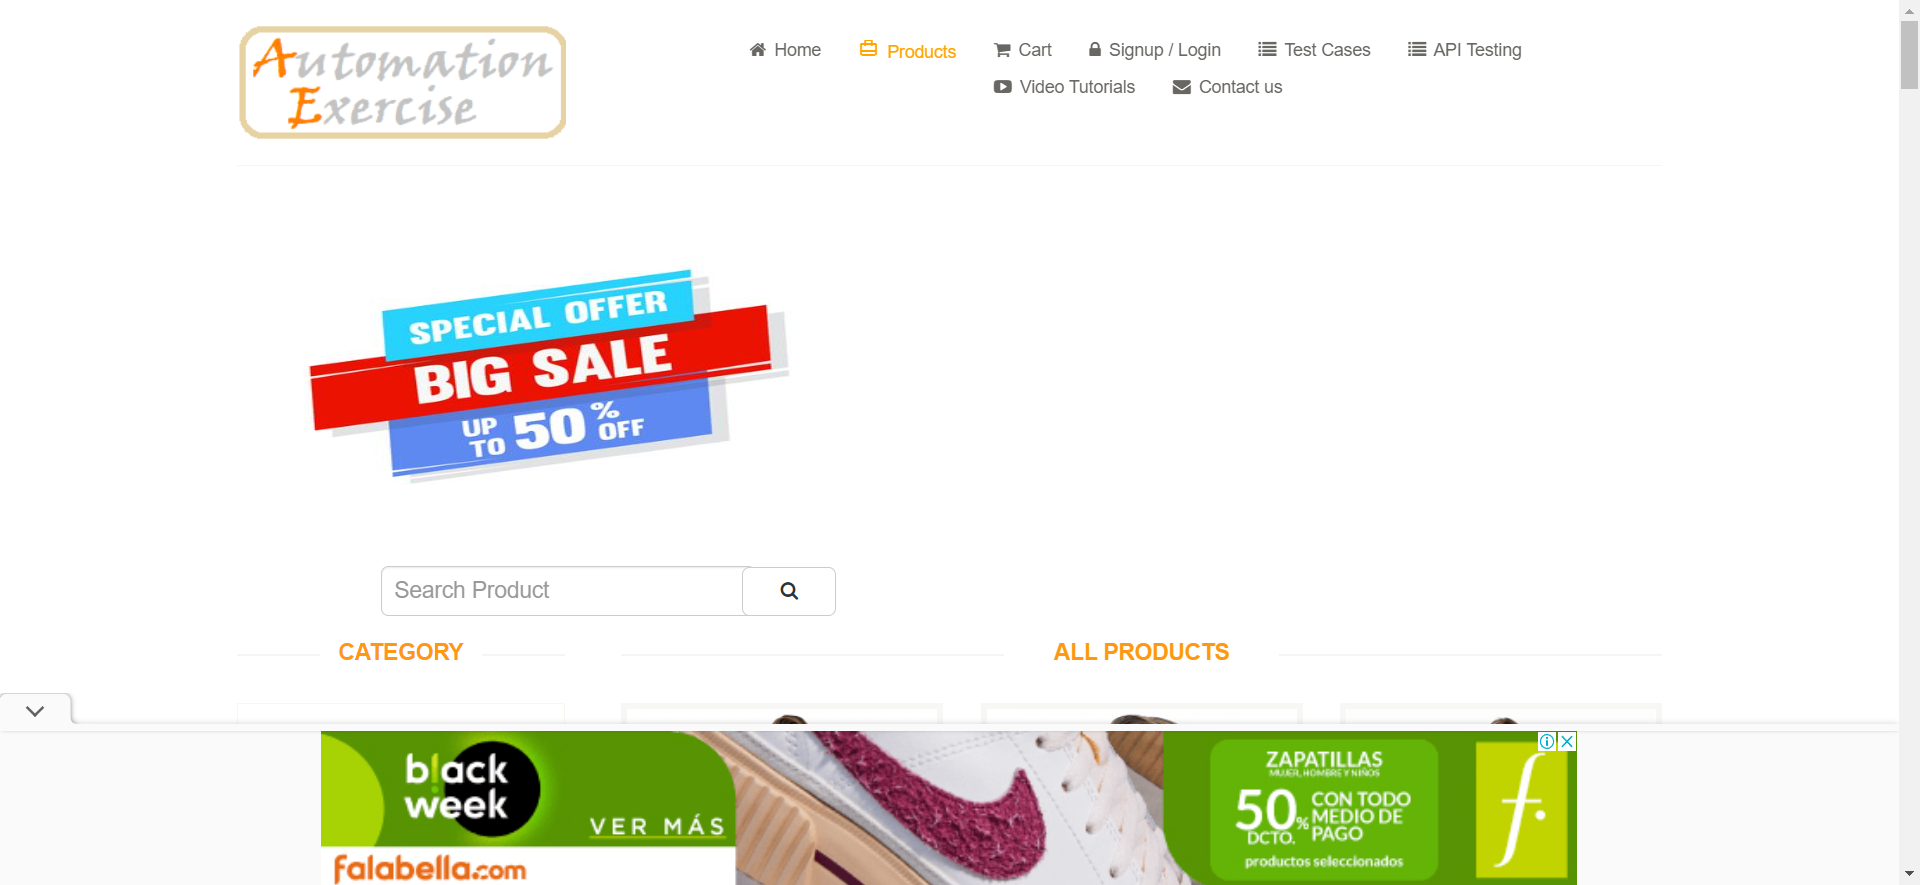 Automation
Exercise
Home
Products
Cart
Signup / Login
Test Cases
API Testing
Video Tutorials
Contact us
SPECIAL OFFER
BIG SALE
UP TO 50% OFF
Search Product
CATEGORY
ALL PRODUCTS
black
week
VER MÁS
falabella.com
ZAPATILLAS
MUJER, HOMBRE Y NIÑOS
50% DCTO.
CON TODO
MEDIO DE
PAGO
productos seleccionados
f.